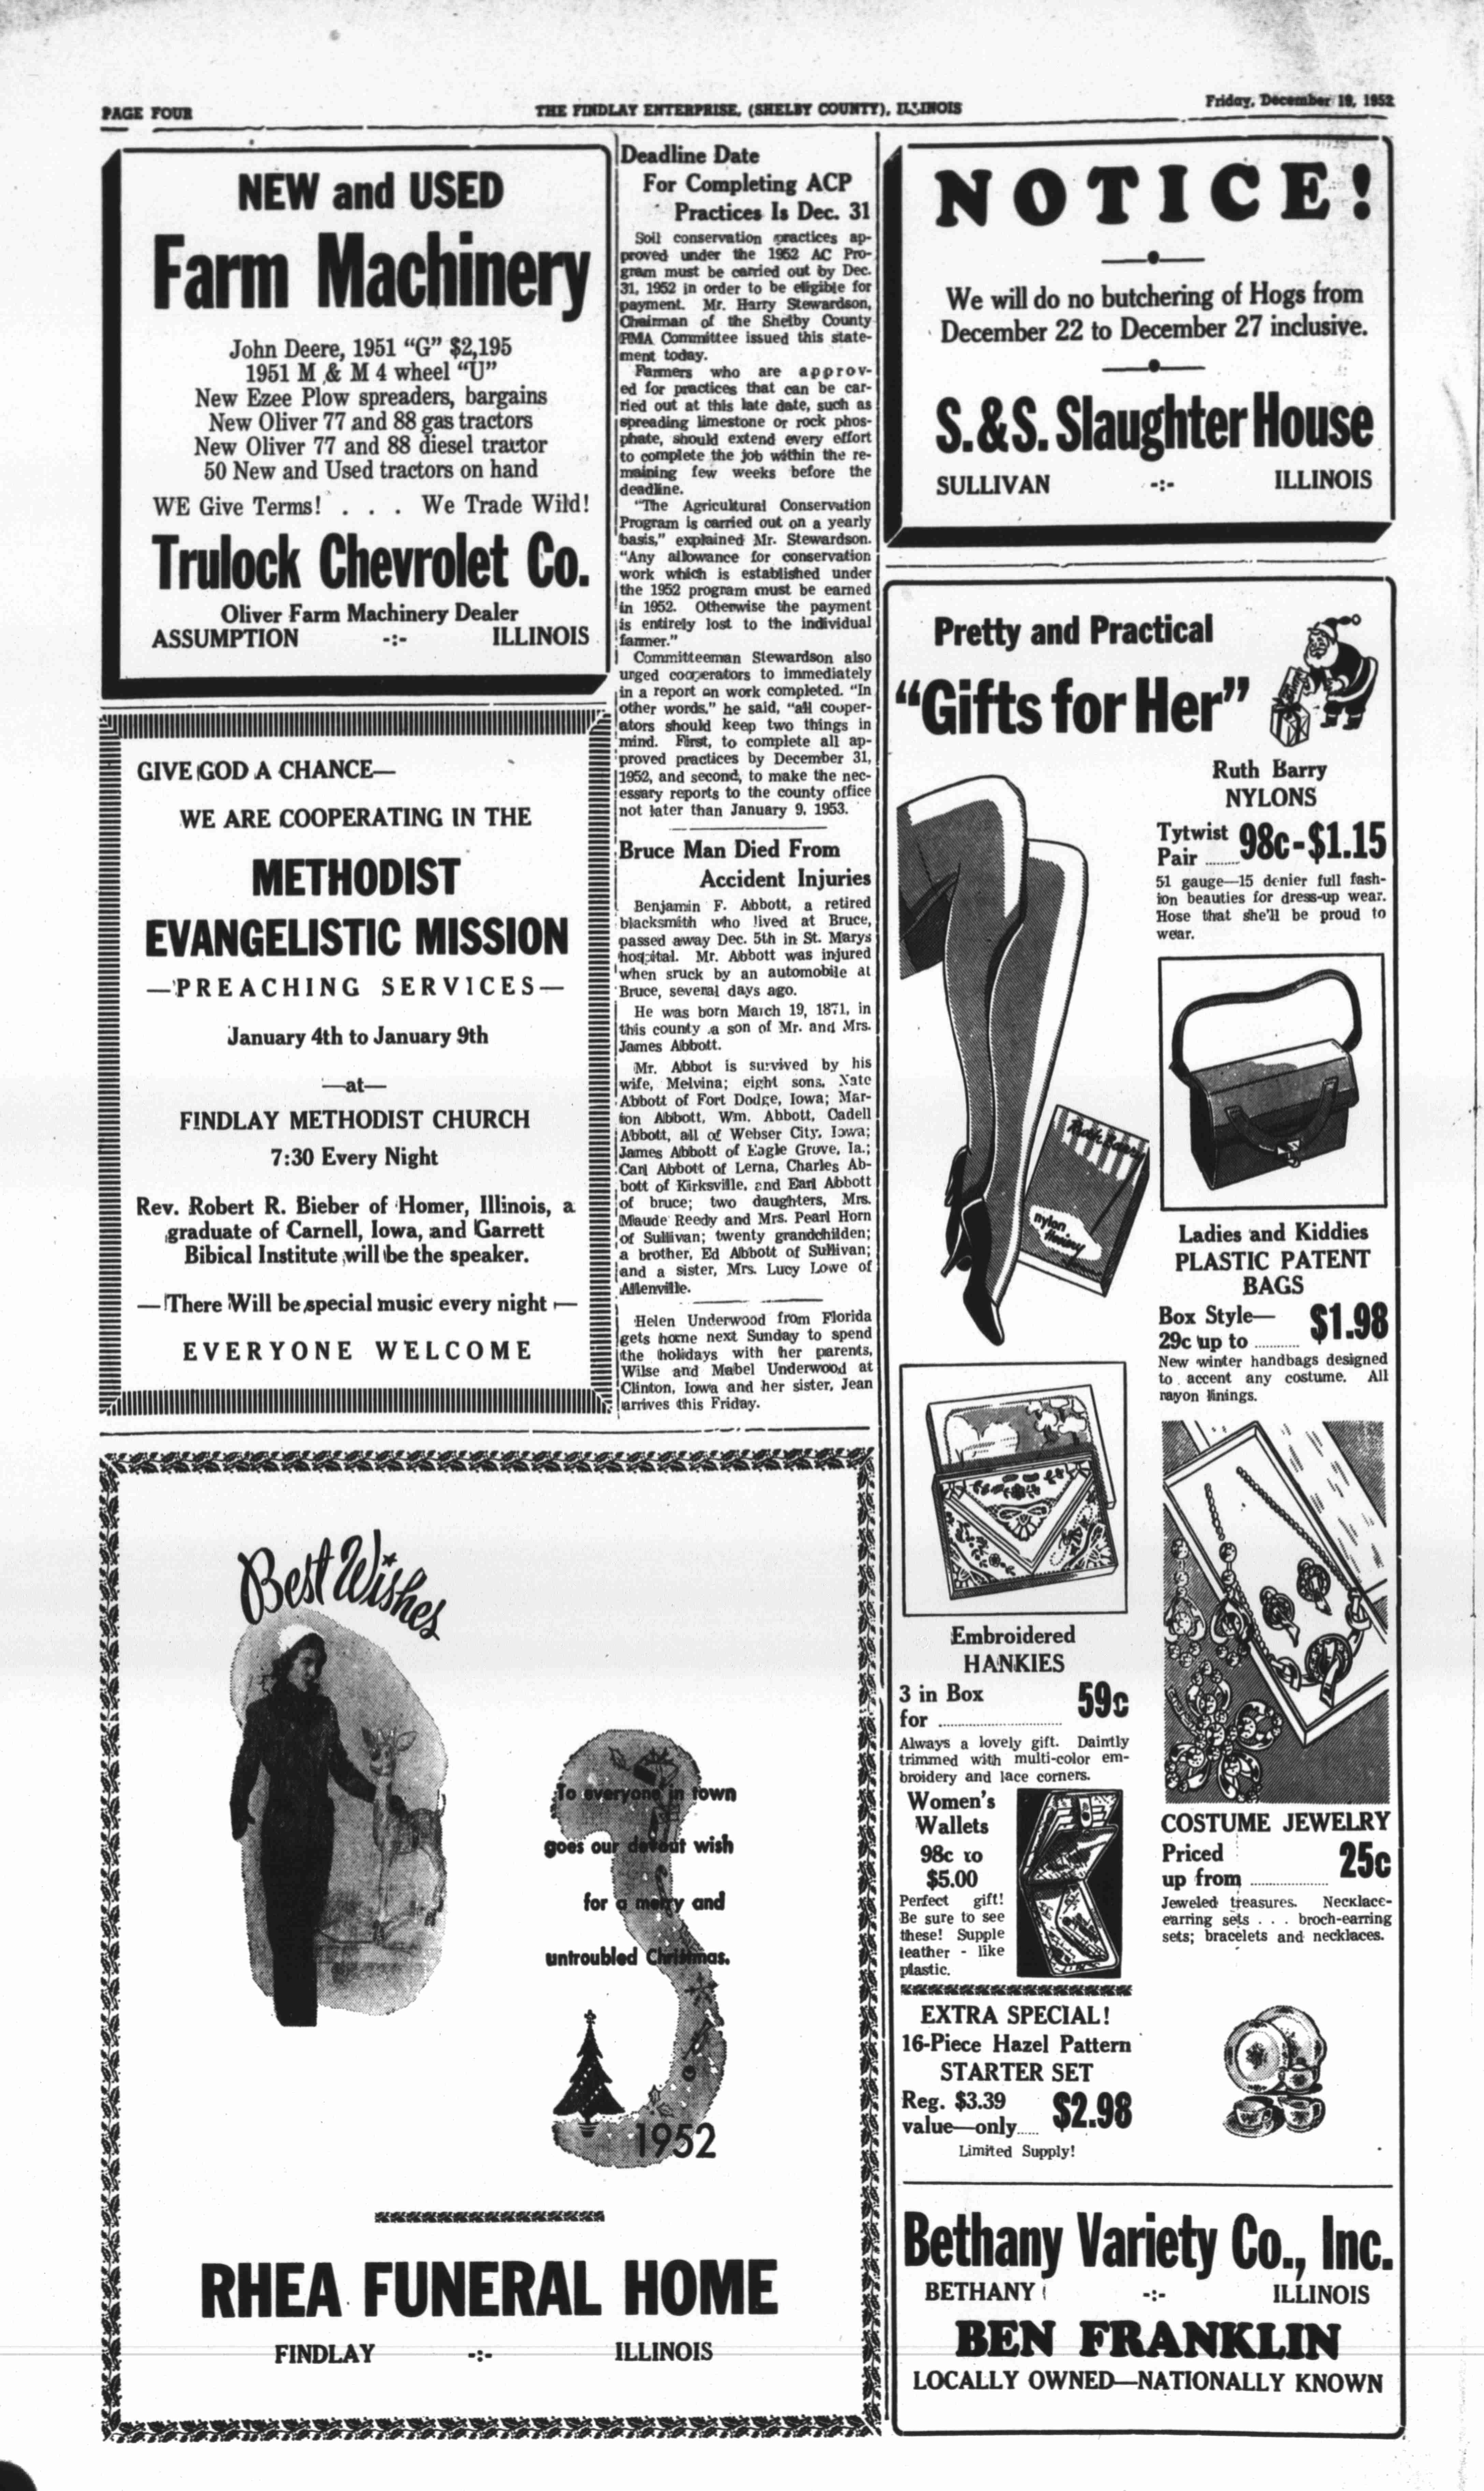 PAGE FOUR
THE FINDLAY ENTERPRISE, (SHELBY COUNTY), ILLINOIS
Friday, December 19, 1952
NEW and USED
Farm Machinery
John Deere, 1951 “G” $2,195
1951 M & M 4 wheel “U”
New Ezee Plow spreaders, bargains
New Oliver 77 and 88 gas tractors
New Oliver 77 and 88 diesel tractor
50 New and Used tractors on hand
WE Give Terms! . . . We Trade Wild!
Trulock Chevrolet Co.
Oliver Farm Machinery Dealer
ASSUMPTION -:- ILLINOIS
GIVE GOD A CHANCE—
WE ARE COOPERATING IN THE
METHODIST
EVANGELISTIC MISSION
—PREACHING SERVICES—
January 4th to January 9th
—at—
FINDLAY METHODIST CHURCH
7:30 Every Night
Rev. Robert R. Bieber of Homer, Illinois, a
graduate of Carnell, Iowa, and Garrett
Bibical Institute will be the speaker.
—There Will be special music every night—
EVERYONE WELCOME
Deadline Date
For Completing ACP
Practices Is Dec. 31
Soil conservation practices ap-
proved under the 1952 AC Pro-
gram must be carried out by Dec.
31, 1952 in order to be eligible for
payment. Mr. Harry Stewardson,
Chairman of the Shelby County
PMA Committee issued this state-
ment today.
Farmers who are approv-
ed for practices that can be car-
ried out at this late date, such as
spreading limestone or rock phos-
phate, should extend every effort
to complete the job within the re-
maining few weeks before the
deadline.
“The Agricultural Conservation
Program is carried out on a yearly
basis,” explained Mr. Stewardson.
“Any allowance for conservation
work which is established under
the 1952 program must be earned
in 1952. Otherwise the payment
is entirely lost to the individual
farmer.”
Committeeman Stewardson also
urged cooperators to immediately
in a report on work completed. “In
other words,” he said, “all cooper-
ators should keep two things in
mind. First, to complete all ap-
proved practices by December 31,
1952, and second, to make the nec-
essary reports to the county office
not later than January 9, 1953.
Bruce Man Died From
Accident Injuries
Benjamin F. Abbott, a retired
blacksmith who lived at Bruce,
passed away Dec. 5th in St. Marys
hospital. Mr. Abbott was injured
when sruck by an automobile at
Bruce, several days ago.
He was born March 19, 1871, in
this county a son of Mr. and Mrs.
James Abbott.
Mr. Abbot is survived by his
wife, Melvina; eight sons, Nate
Abbott of Fort Dodge, Iowa; Mar-
ion Abbott, Wm. Abbott, Cadell
Abbott, all of Webser City, Iowa;
James Abbott of Eagle Grove, Ia.;
Carl Abbott of Lerna, Charles Ab-
bott of Kirksville, and Earl Abbott
of bruce; two daughters, Mrs.
Maude Reedy and Mrs. Pearl Horn
of Sullivan; twenty grandchilden;
a brother, Ed Abbott of Sullivan;
and a sister, Mrs. Lucy Lowe of
Allenville.
Helen Underwood from Florida
gets home next Sunday to spend
the holidays with her parents,
Wilse and Mabel Underwood at
Clinton, Iowa and her sister, Jean
arrives this Friday.
NOTICE!
We will do no butchering of Hogs from
December 22 to December 27 inclusive.
S.&S. Slaughter House
SULLIVAN -:- ILLINOIS
Pretty and Practical
“Gifts for Her”
Ruth Barry
NYLONS
Tytwist
Pair ........ 98c-$1.15
51 gauge—15 denier full fash-
ion beauties for dress-up wear.
Hose that she'll be proud to
wear.
Ruth Barry
nylon
hosiery
Ladies and Kiddies
PLASTIC PATENT
BAGS
Box Style—
29c up to ........... $1.98
New winter handbags designed
to accent any costume. All
rayon linings.
Embroidered
HANKIES
3 in Box
for ............................. 59c
Always a lovely gift. Daintly
trimmed with multi-color em-
broidery and lace corners.
Women's
Wallets
98c to
$5.00
Perfect gift!
Be sure to see
these! Supple
leather - like
plastic.
COSTUME JEWELRY
Priced
up from .................. 25c
Jeweled treasures. Necklace-
earring sets . . . broch-earring
sets; bracelets and necklaces.
EXTRA SPECIAL!
16-Piece Hazel Pattern
STARTER SET
Reg. $3.39
value—only..... $2.98
Limited Supply!
Bethany Variety Co., Inc.
BETHANY -:- ILLINOIS
BEN FRANKLIN
LOCALLY OWNED—NATIONALLY KNOWN
Best Wishes
To everyone in town
goes our devout wish
for a merry and
untroubled Christmas.
1952
RHEA FUNERAL HOME
FINDLAY -:- ILLINOIS